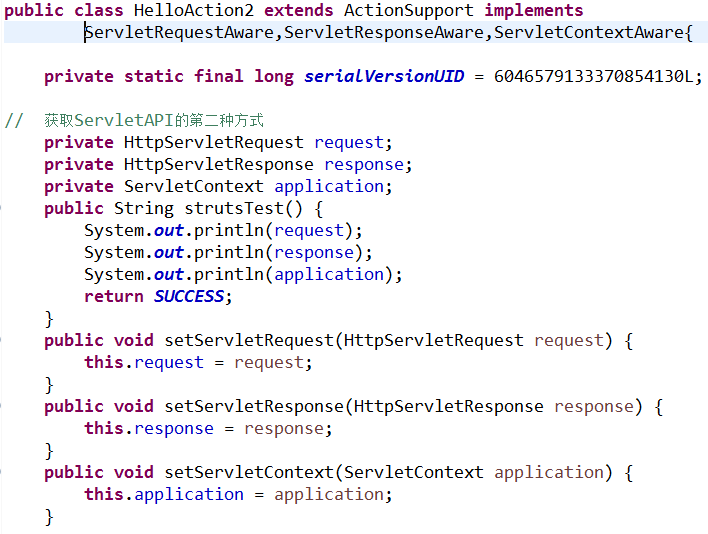 public class HelloAction2 extends ActionSupport implements
ServletRequestAware,ServletResponseAware,ServletContextAware{
private static final long serialVersionUID = 6046579133370854130L;
// 获取ServletAPI的第二种方式
private HttpServletRequest request;
private HttpServletResponse response;
private ServletContext application;
public String strutsTest() {
System.out.println(request);
System.out.println(response);
System.out.println(application);
return SUCCESS;
}
public void setServletRequest(HttpServletRequest request) {
this.request = request;
}
public void setServletResponse(HttpServletResponse response) {
this.response = response;
}
public void setServletContext(ServletContext application) {
this.application = application;
}